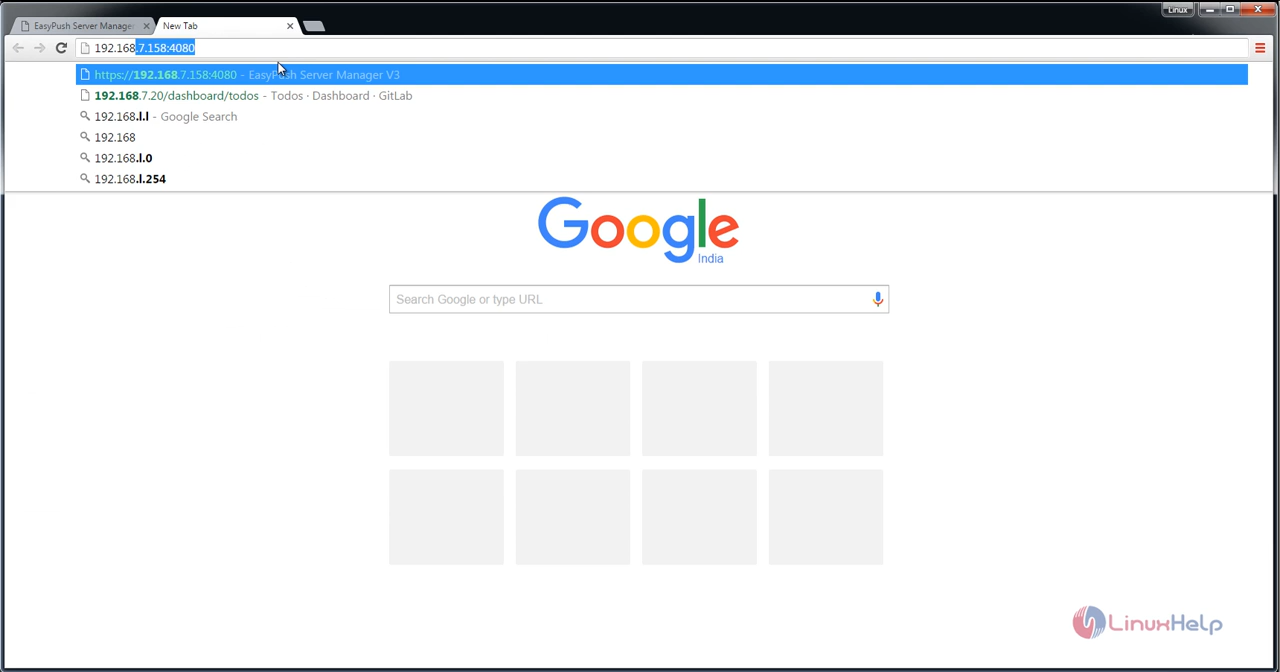 Linux
EasyPush Server Manager
New Tab
192.168.7.158:4080
https://192.168.7.158:4080 - EasyPush Server Manager V3
192.168.7.20/dashboard/todos - Todos · Dashboard · GitLab
192.168.l.l - Google Search
192.168
192.168.l.0
192.168.l.254
Google
India
Search Google or type URL
LinuxHelp